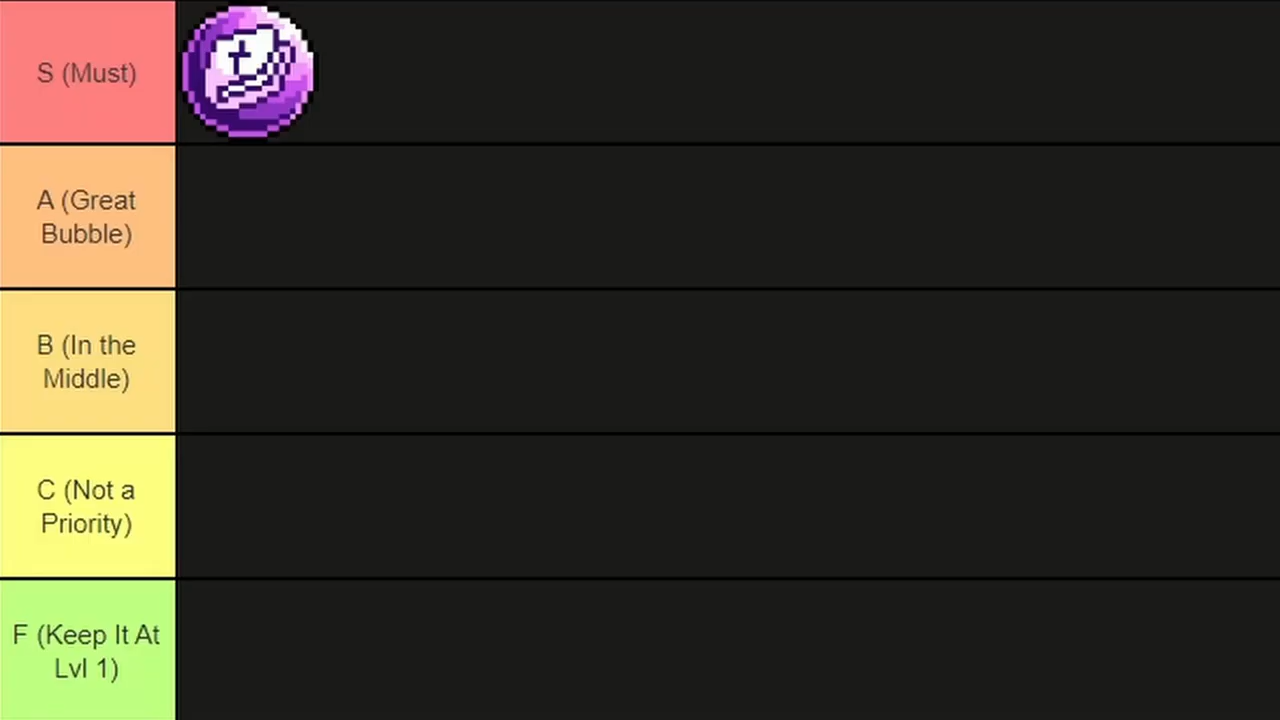 S (Must)
A (Great
Bubble)
B (In the
Middle)
C (Not a
Priority)
F (Keep It At
Lvl 1)